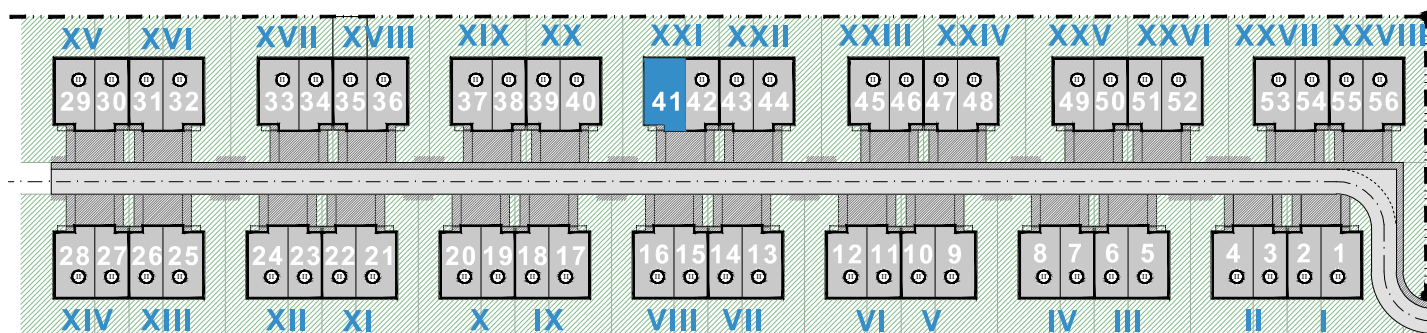 XV XVI XVII XVIII XIX XX XXI XXII XXIII XXIV XXV XXVI XXVII XXVIII
29 30 31 32 33 34 35 36 37 38 39 40 41 42 43 44 45 46 47 48 49 50 51 52 53 54 55 56
28 27 26 25 24 23 22 21 20 19 18 17 16 15 14 13 12 11 10 9 8 7 6 5 4 3 2 1
XIV XIII XII XI X IX VIII VII VI V IV III II I